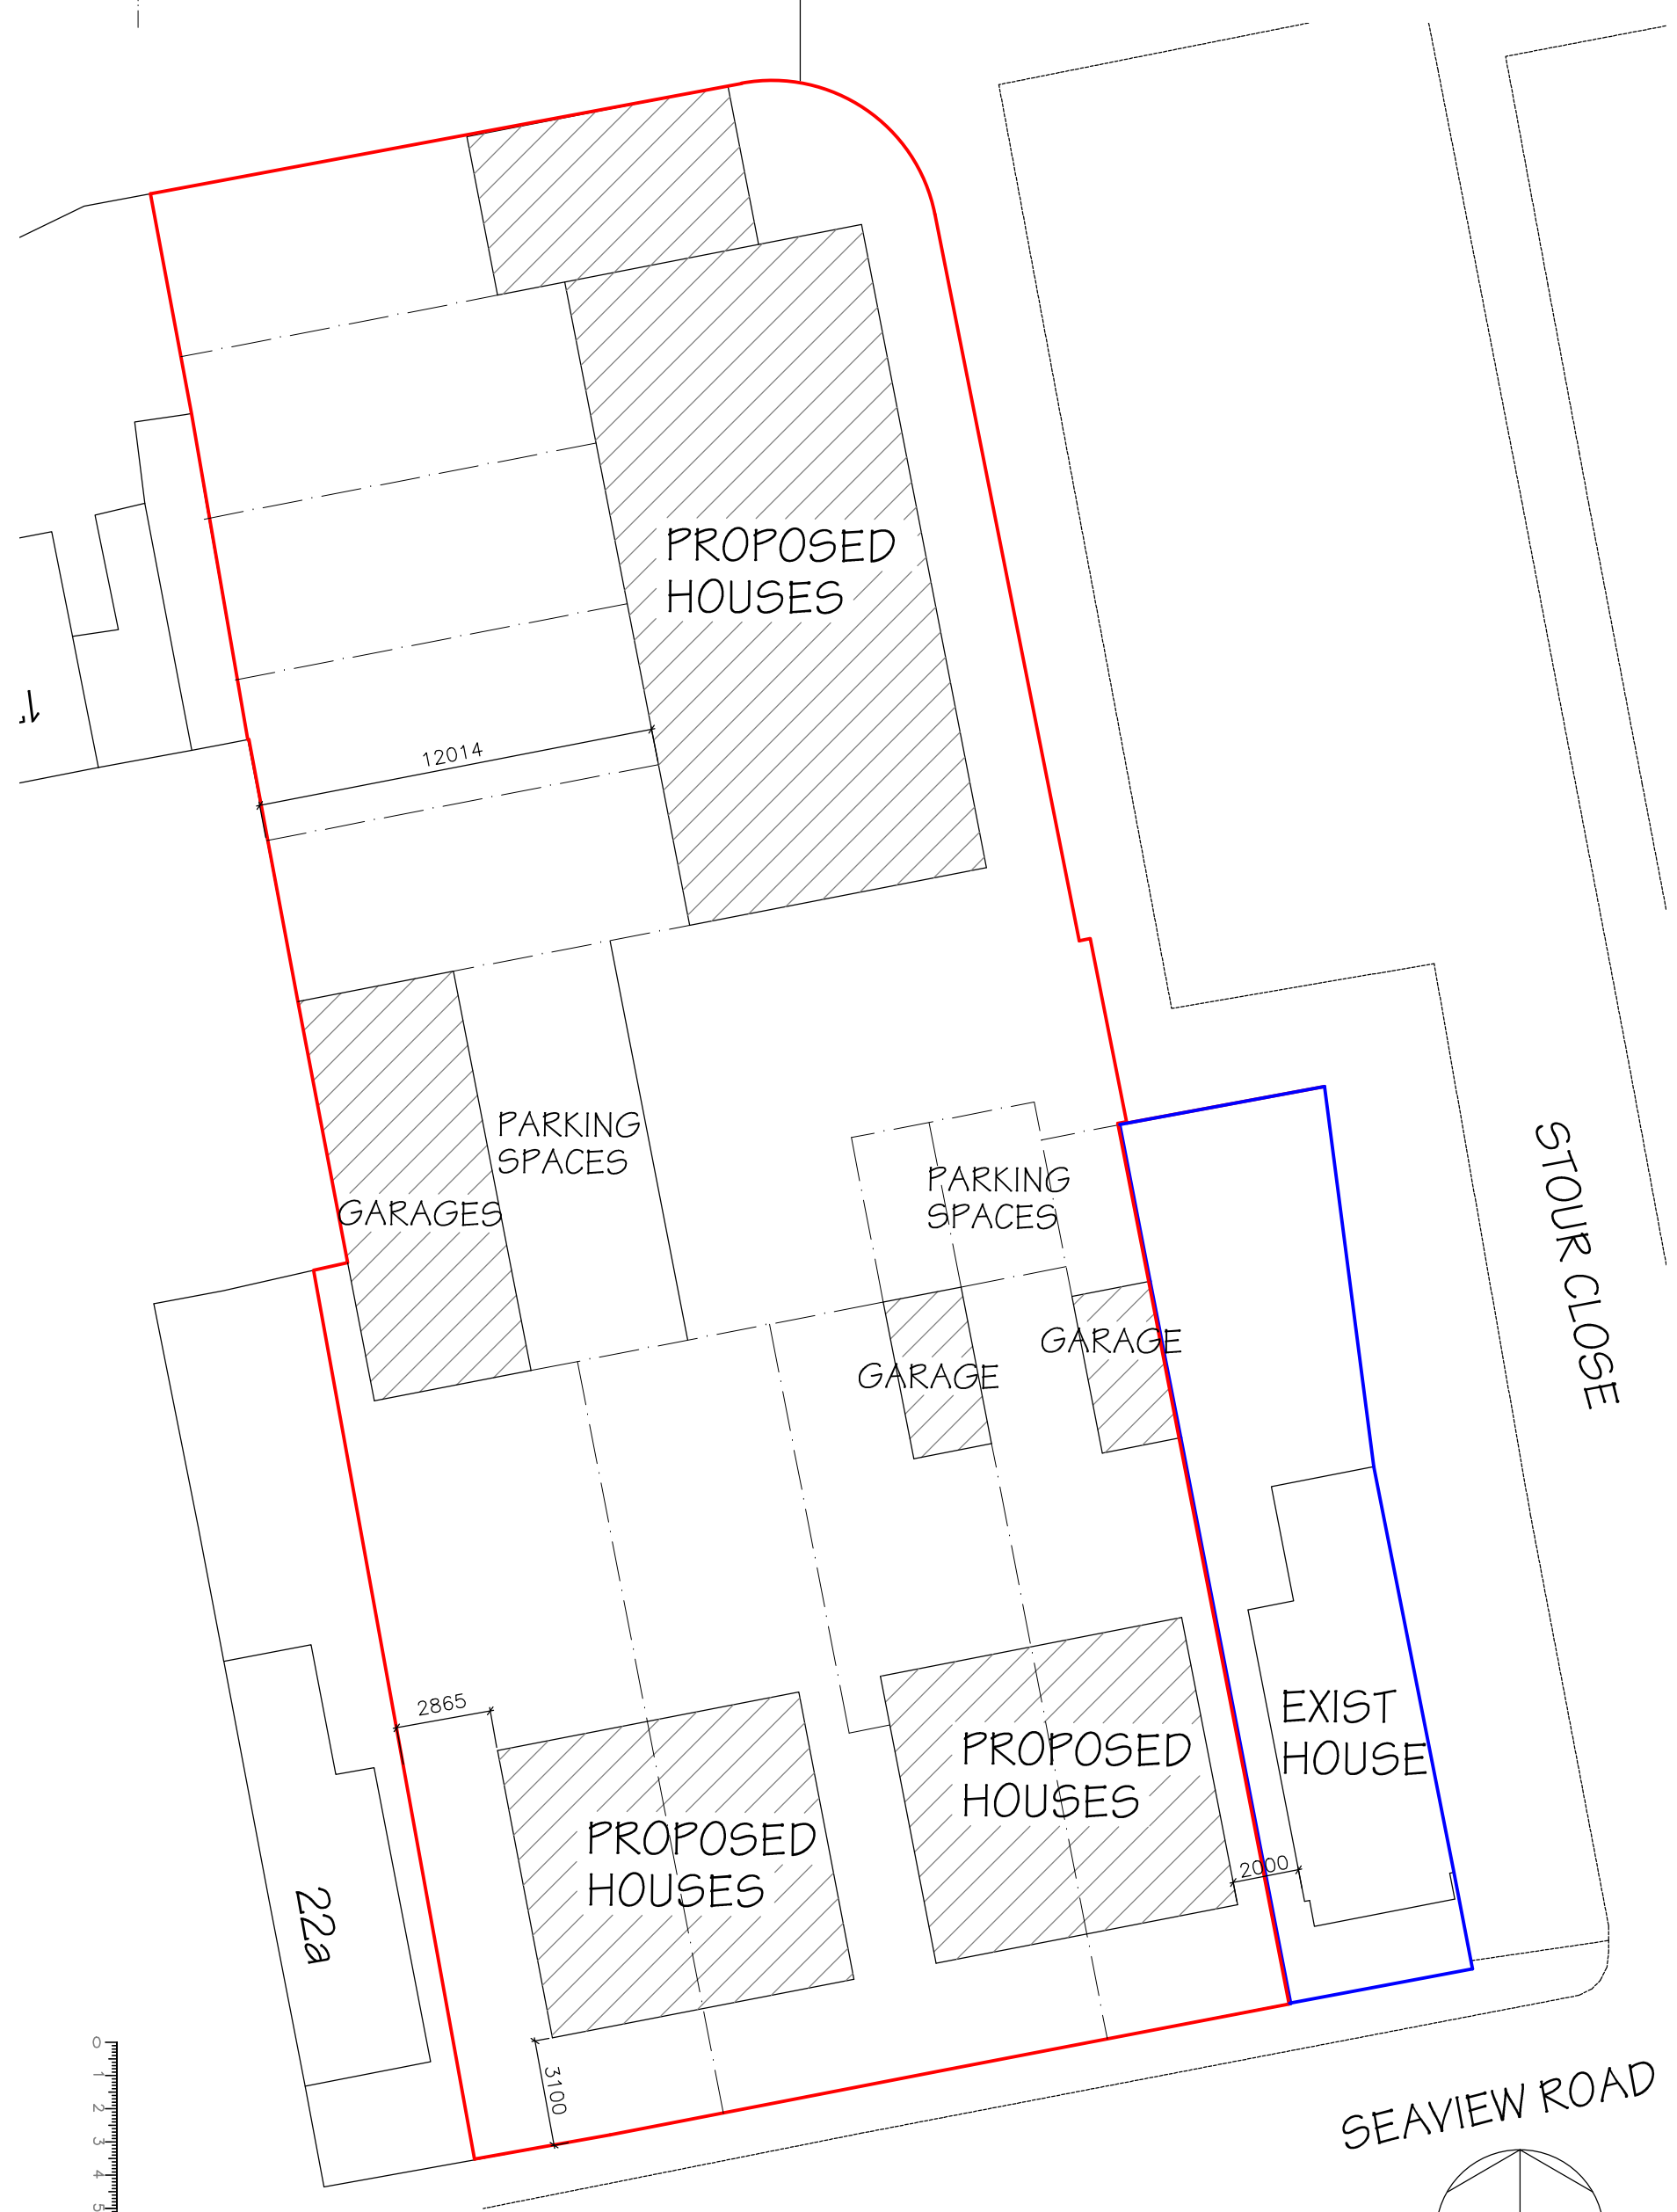 PROPOSED
HOUSES
12014
PARKING
SPACES
GARAGES
PARKING
SPACES
GARAGE
GARAGE
STOUR CLOSE
2865
EXIST
HOUSE
PROPOSED
HOUSES
PROPOSED
HOUSES
2000
22a
3100
SEAVIEW ROAD
0
1
2
3
4
5